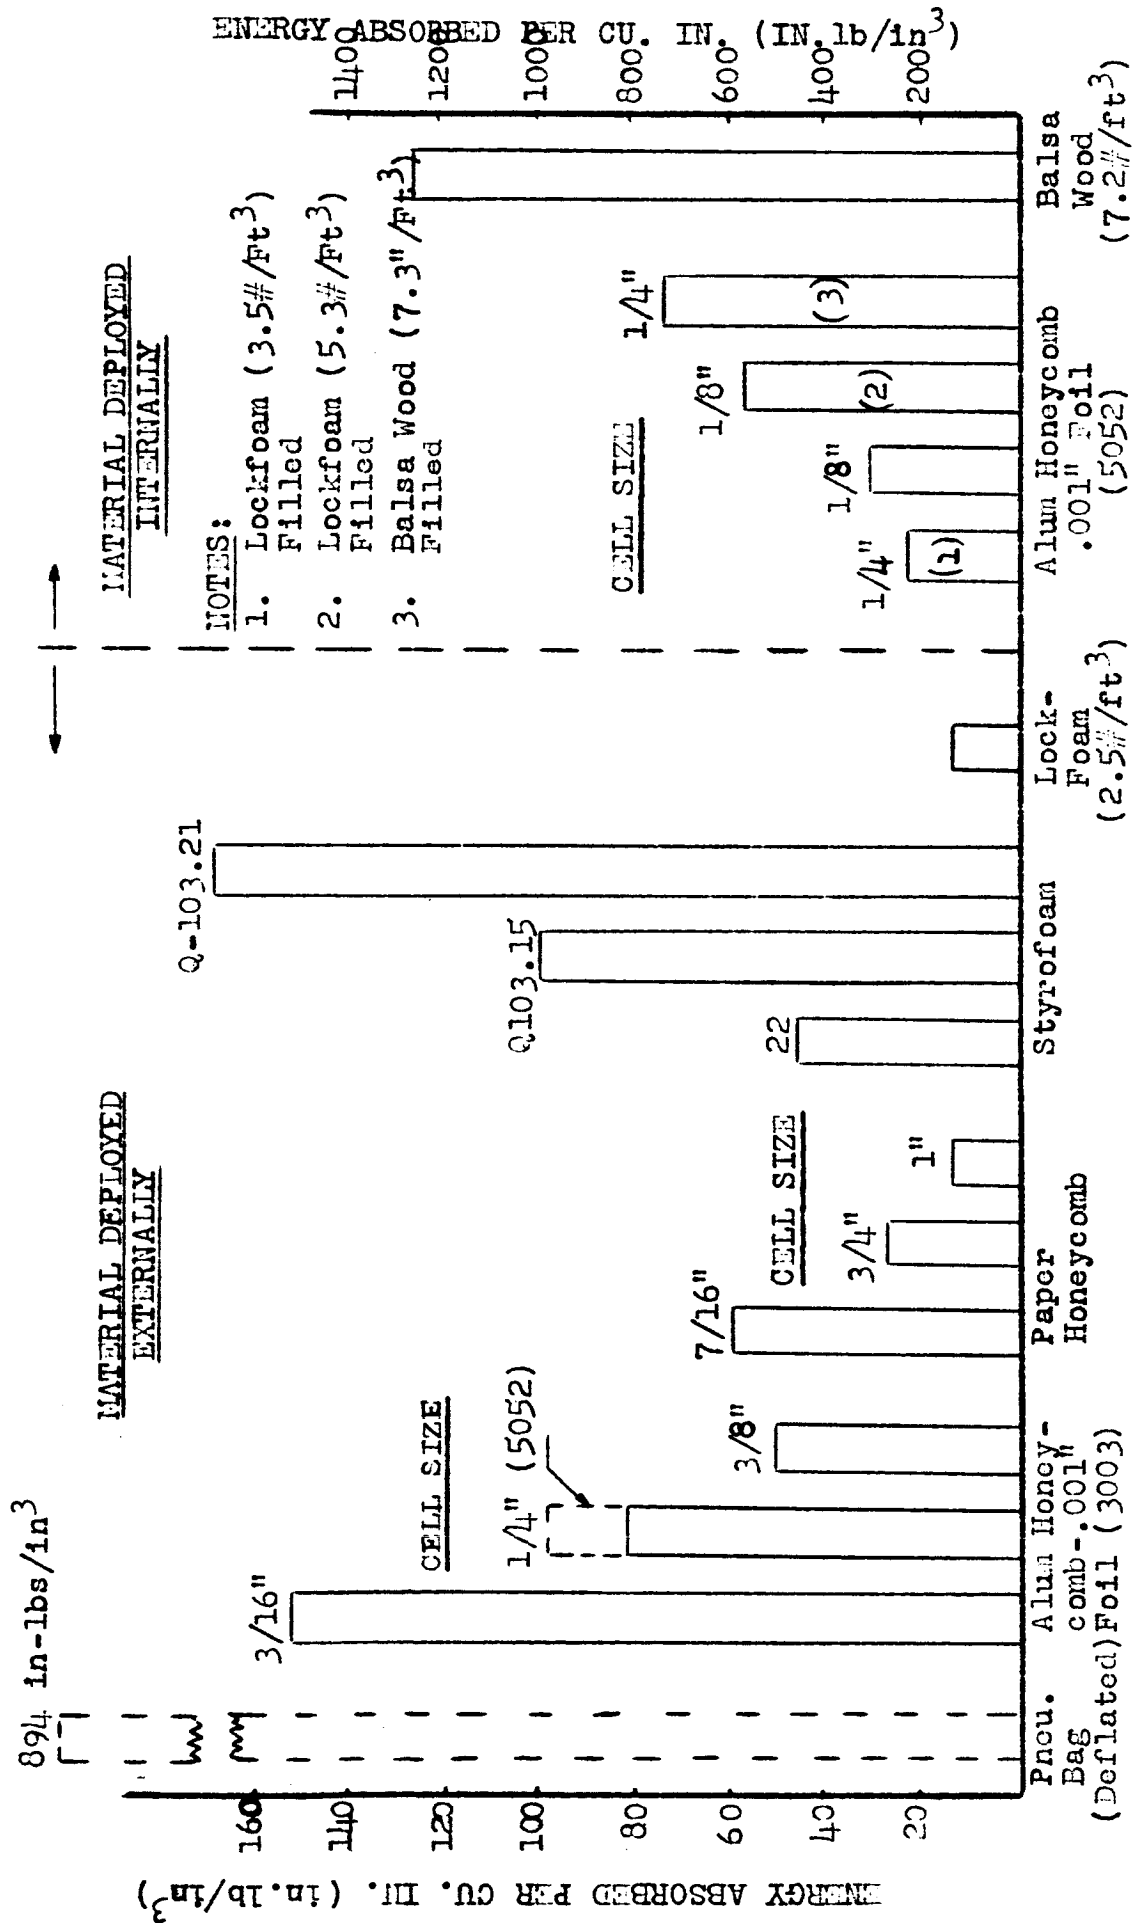 894 in-lbs/in3
MATERIAL DEPLOYED
EXTERNALLY
MATERIAL DEPLOYED
INTERNALLY
NOTES:
1. Lockfoam (3.5#/Ft3)
Filled
2. Lockfoam (5.3#/Ft3)
Filled
3. Balsa Wood (7.3"/Ft3)
Filled
ENERGY ABSORBED PER CU. IN. (in.lb/in3)
160
140
120
100
80
60
40
20
ENERGY ABSORBED PER CU. IN. (IN.lb/in3)
1400
1200
1000
800
600
400
200
CELL SIZE
3/16"
1/4" (5052)
3/8"
CELL SIZE
7/16"
3/4"
1"
22
Q103.15
Q-103.21
CELL SIZE
1/4"
(1)
1/8"
1/8"
(2)
1/4"
(3)
Pneu.
Bag
(Deflated)
Alum Honey-
comb-.001"
Foil (3003)
Paper
Honeycomb
Styrofoam
Lock-
Foam
(2.5#/ft3)
Alum Honeycomb
.001" Foil
(5052)
Balsa
Wood
(7.2#/ft3)